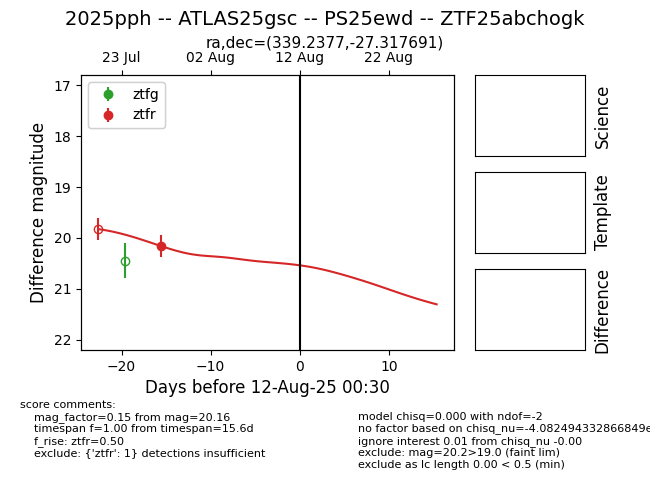 2025pph -- ATLAS25gsc -- PS25ewd -- ZTF25abchogk
ra,dec=(339.2377,-27.317691)
23 Jul 02 Aug 12 Aug 22 Aug
17
18
19
20
21
22
Difference magnitude
ztfg
ztfr
−20 −10 0 10
Days before 12-Aug-25 00:30
Science
Template
Difference
score comments:
mag_factor=0.15 from mag=20.16
timespan f=1.00 from timespan=15.6d
f_rise: ztfr=0.50
exclude: {'ztfr': 1} detections insufficient
model chisq=0.000 with ndof=-2
no factor based on chisq_nu=-4.082494332866849e
ignore interest 0.01 from chisq_nu -0.00
exclude: mag=20.2>19.0 (faint lim)
exclude as lc length 0.00 < 0.5 (min)